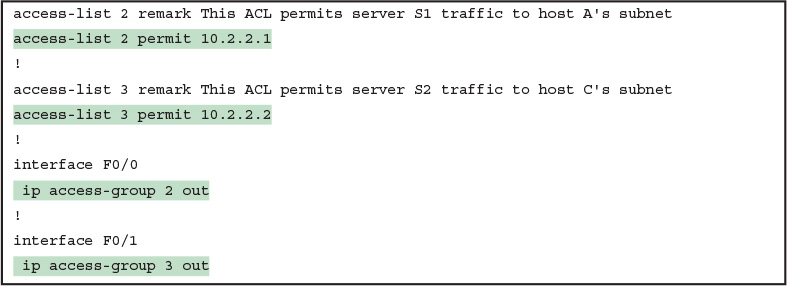 access-list 2 remark This ACL permits server S1 traffic to host A's subnet
access-list 2 permit 10.2.2.1
!
access-list 3 remark This ACL permits server S2 traffic to host C's subnet
access-list 3 permit 10.2.2.2
!
interface F0/0
 ip access-group 2 out
!
interface F0/1
 ip access-group 3 out